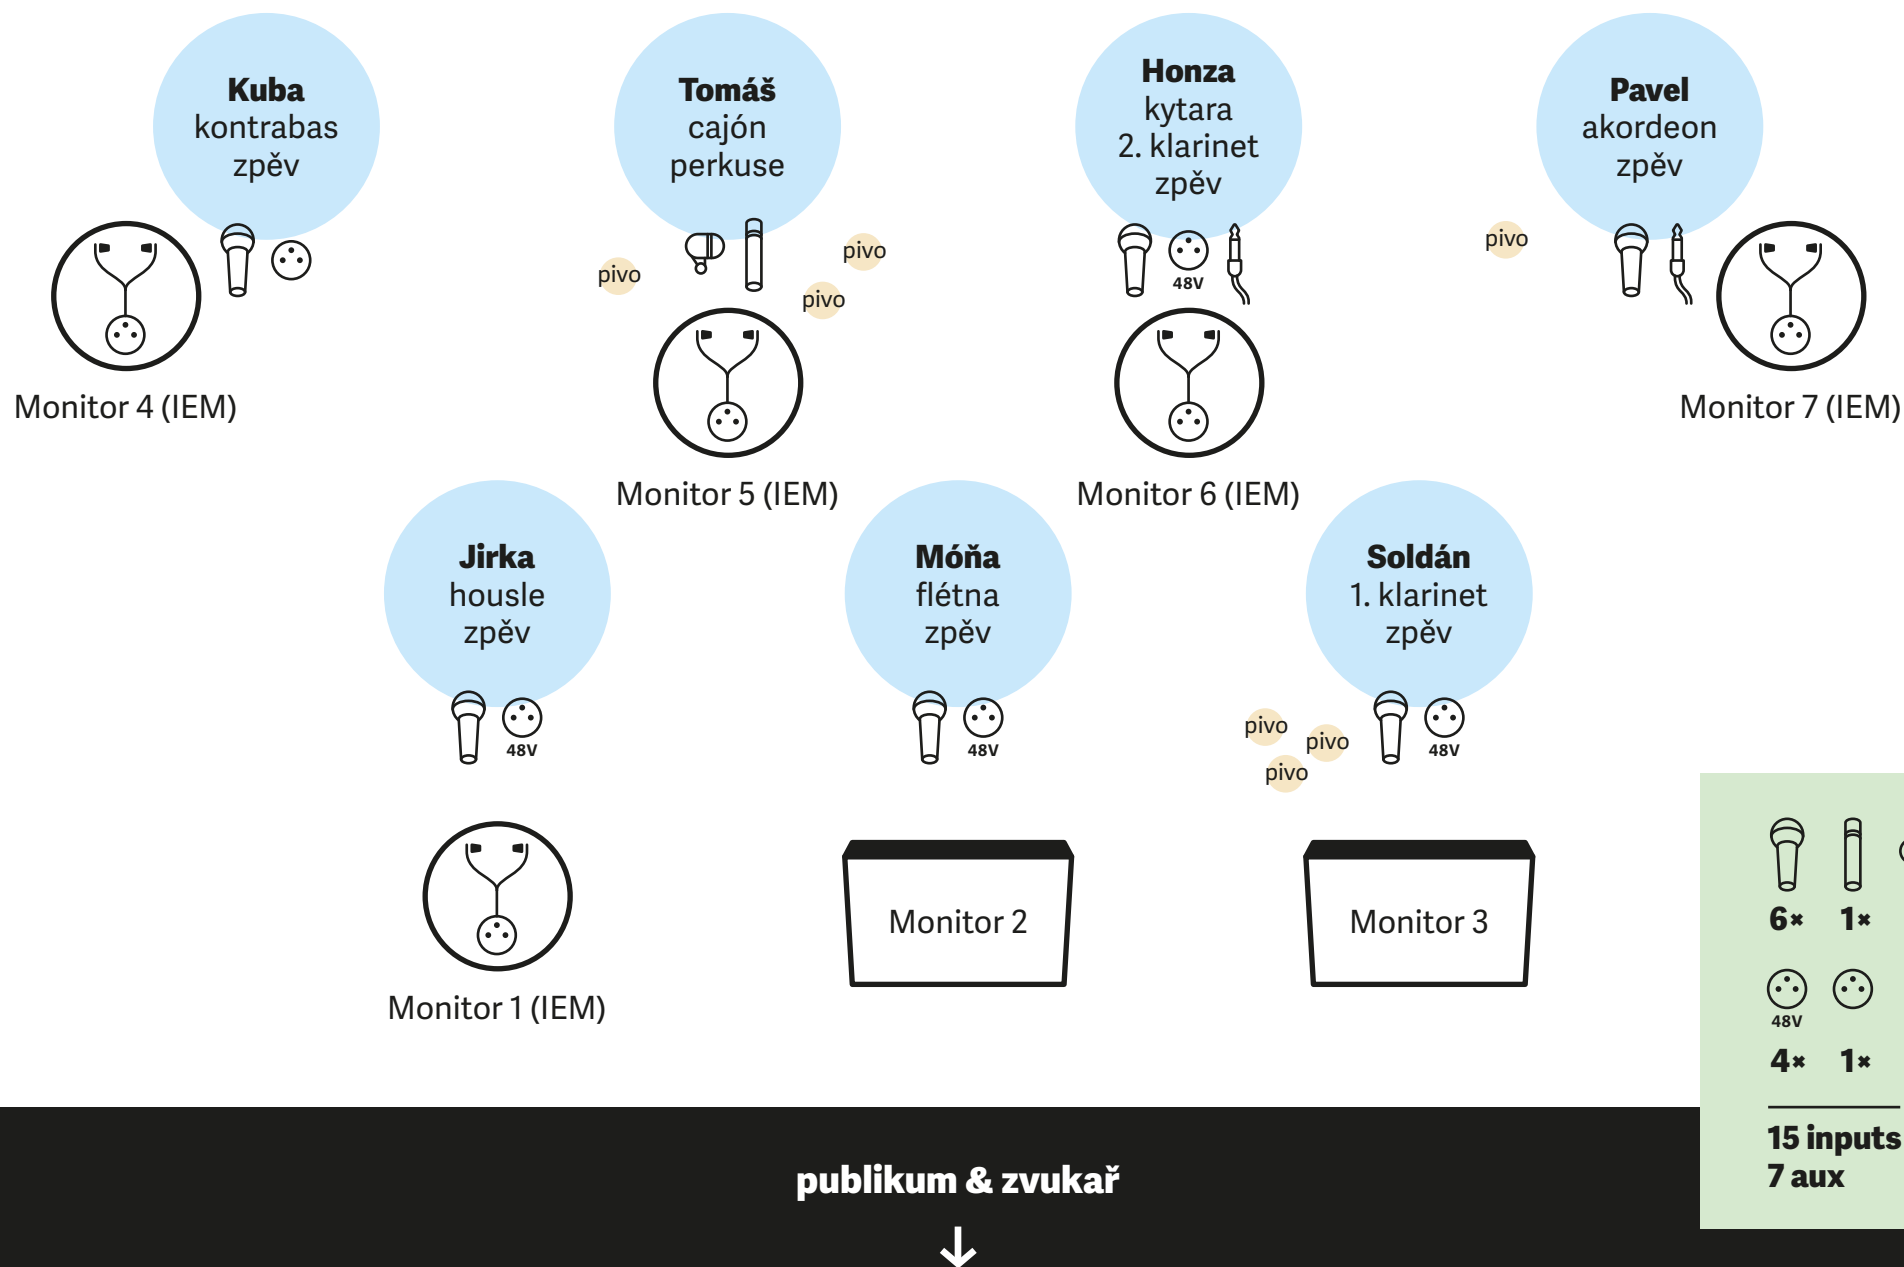 Kuba
kontrabas
zpěv
Tomáš
cajón
perkuse
Honza
kytara
2. klarinet
zpěv
Pavel
akordeon
zpěv
pivo
pivo
pivo
48V
pivo
Monitor 4 (IEM)
Monitor 5 (IEM)
Monitor 6 (IEM)
Monitor 7 (IEM)
Jirka
housle
zpěv
48V
Móňa
flétna
zpěv
48V
Soldán
1. klarinet
zpěv
48V
pivo
pivo
pivo
Monitor 1 (IEM)
Monitor 2
Monitor 3
6× 1×
48V
4× 1×
15 inputs
7 aux
publikum & zvukař